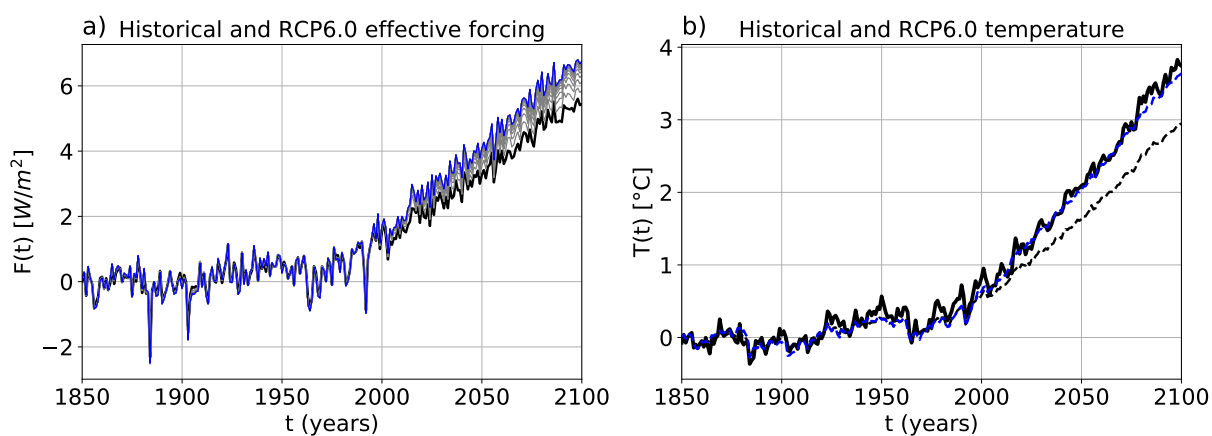 a) Historical and RCP6.0 effective forcing
F(t) [W/m²]
6
4
2
0
−2
1850 1900 1950 2000 2050 2100
t (years)
b) Historical and RCP6.0 temperature
T(t) [°C]
4
3
2
1
0
1850 1900 1950 2000 2050 2100
t (years)